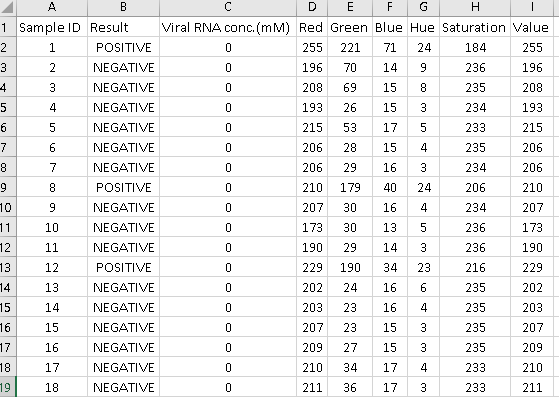 A B C D E F G H I
1 Sample ID Result Viral RNA conc.(mM) Red Green Blue Hue Saturation Value
2 1 POSITIVE 0 255 221 71 24 184 255
3 2 NEGATIVE 0 196 70 14 9 236 196
4 3 NEGATIVE 0 208 69 15 8 235 208
5 4 NEGATIVE 0 193 26 15 3 234 193
6 5 NEGATIVE 0 215 53 17 5 233 215
7 6 NEGATIVE 0 206 28 15 4 235 206
8 7 NEGATIVE 0 206 29 16 3 234 206
9 8 POSITIVE 0 210 179 40 24 206 210
10 9 NEGATIVE 0 207 30 16 4 234 207
11 10 NEGATIVE 0 173 30 13 5 236 173
12 11 NEGATIVE 0 190 29 14 3 236 190
13 12 POSITIVE 0 229 190 34 23 216 229
14 13 NEGATIVE 0 202 24 16 6 235 202
15 14 NEGATIVE 0 203 23 16 4 235 203
16 15 NEGATIVE 0 207 23 15 3 235 207
17 16 NEGATIVE 0 209 27 15 3 234 209
18 17 NEGATIVE 0 210 34 17 4 233 210
19 18 NEGATIVE 0 211 36 17 3 233 211